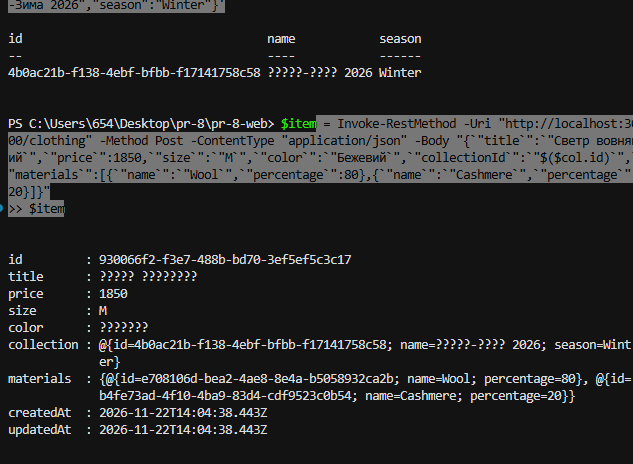 -Зима 2026","season":"Winter"}'
id name season
-- ---- ------
4b0ac21b-f138-4ebf-bfbb-f17141758c58 ?????-???? 2026 Winter
PS C:\Users\654\Desktop\pr-8\pr-8-web> $item = Invoke-RestMethod -Uri "http://localhost:30
00/clothing" -Method Post -ContentType "application/json" -Body "{`"title`":`"Светр вовнян
ий`",`"price`":1850,`"size`":`"M`",`"color`":`"Бежевий`",`"collectionId`":`"$($col.id)`",`
"materials`":[{`"name`":`"Wool`",`"percentage`":80},{`"name`":`"Cashmere`",`"percentage`":
20}]}"
>> $item
id : 930066f2-f3e7-488b-bd70-3ef5ef5c3c17
title : ????? ????????
price : 1850
size : M
color : ???????
collection : @{id=4b0ac21b-f138-4ebf-bfbb-f17141758c58; name=?????-???? 2026; season=Wint
er}
materials : {@{id=e708106d-bea2-4ae8-8e4a-b5058932ca2b; name=Wool; percentage=80}, @{id=
b4fe73ad-4f10-4ba9-83d4-cdf9523c0b54; name=Cashmere; percentage=20}}
createdAt : 2026-11-22T14:04:38.443Z
updatedAt : 2026-11-22T14:04:38.443Z